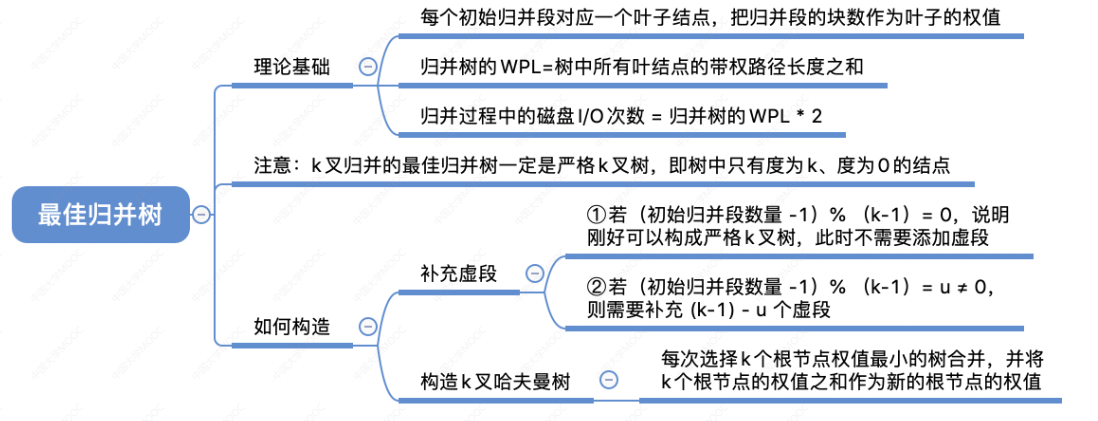 每个初始归并段对应一个叶子结点，把归并段的块数作为叶子的权值
理论基础
归并树的WPL=树中所有叶结点的带权路径长度之和
归并过程中的磁盘I/O次数 = 归并树的WPL * 2
注意：k叉归并的最佳归并树一定是严格k叉树，即树中只有度为k、度为0的结点
最佳归并树
①若（初始归并段数量 -1）% （k-1）= 0，说明
刚好可以构成严格k叉树，此时不需要添加虚段
补充虚段
②若（初始归并段数量 -1）% （k-1）= u ≠ 0，
则需要补充 (k-1) - u 个虚段
如何构造
每次选择k个根节点权值最小的树合并，并将
k个根节点的权值之和作为新的根节点的权值
构造k叉哈夫曼树